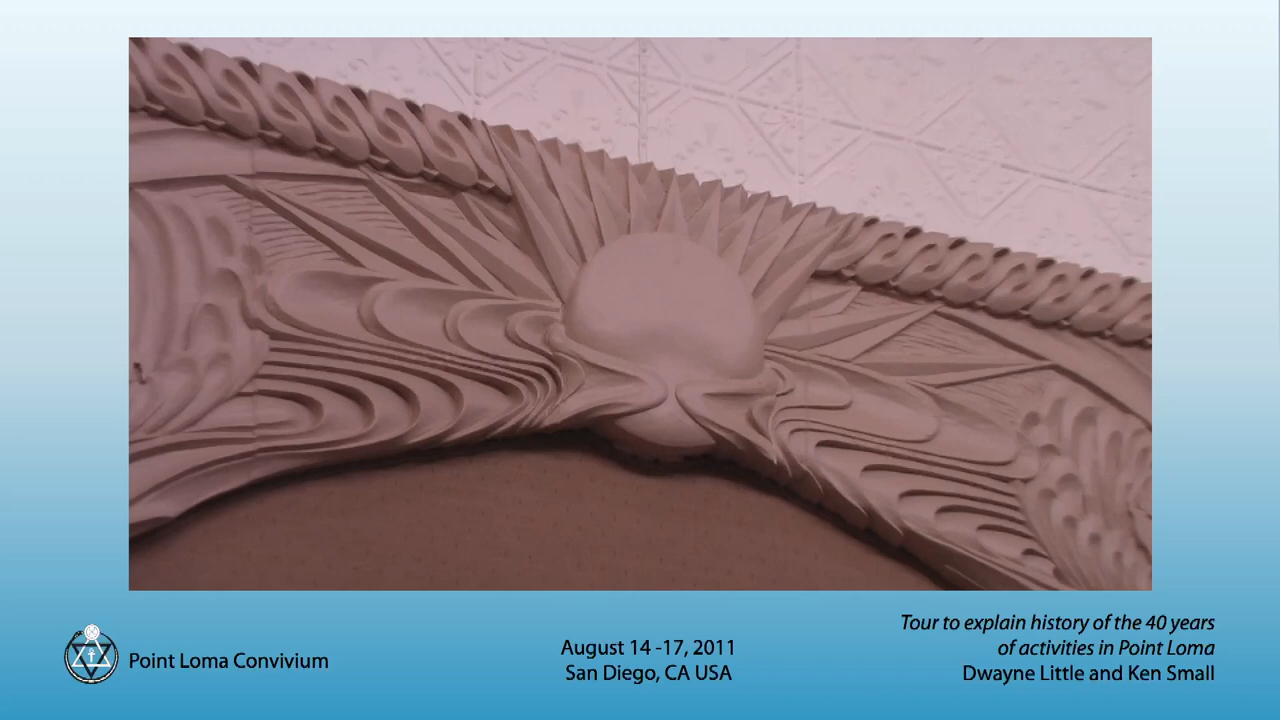 Point Loma Convivium
August 14 -17, 2011
San Diego, CA USA
Tour to explain history of the 40 years
of activities in Point Loma
Dwayne Little and Ken Small